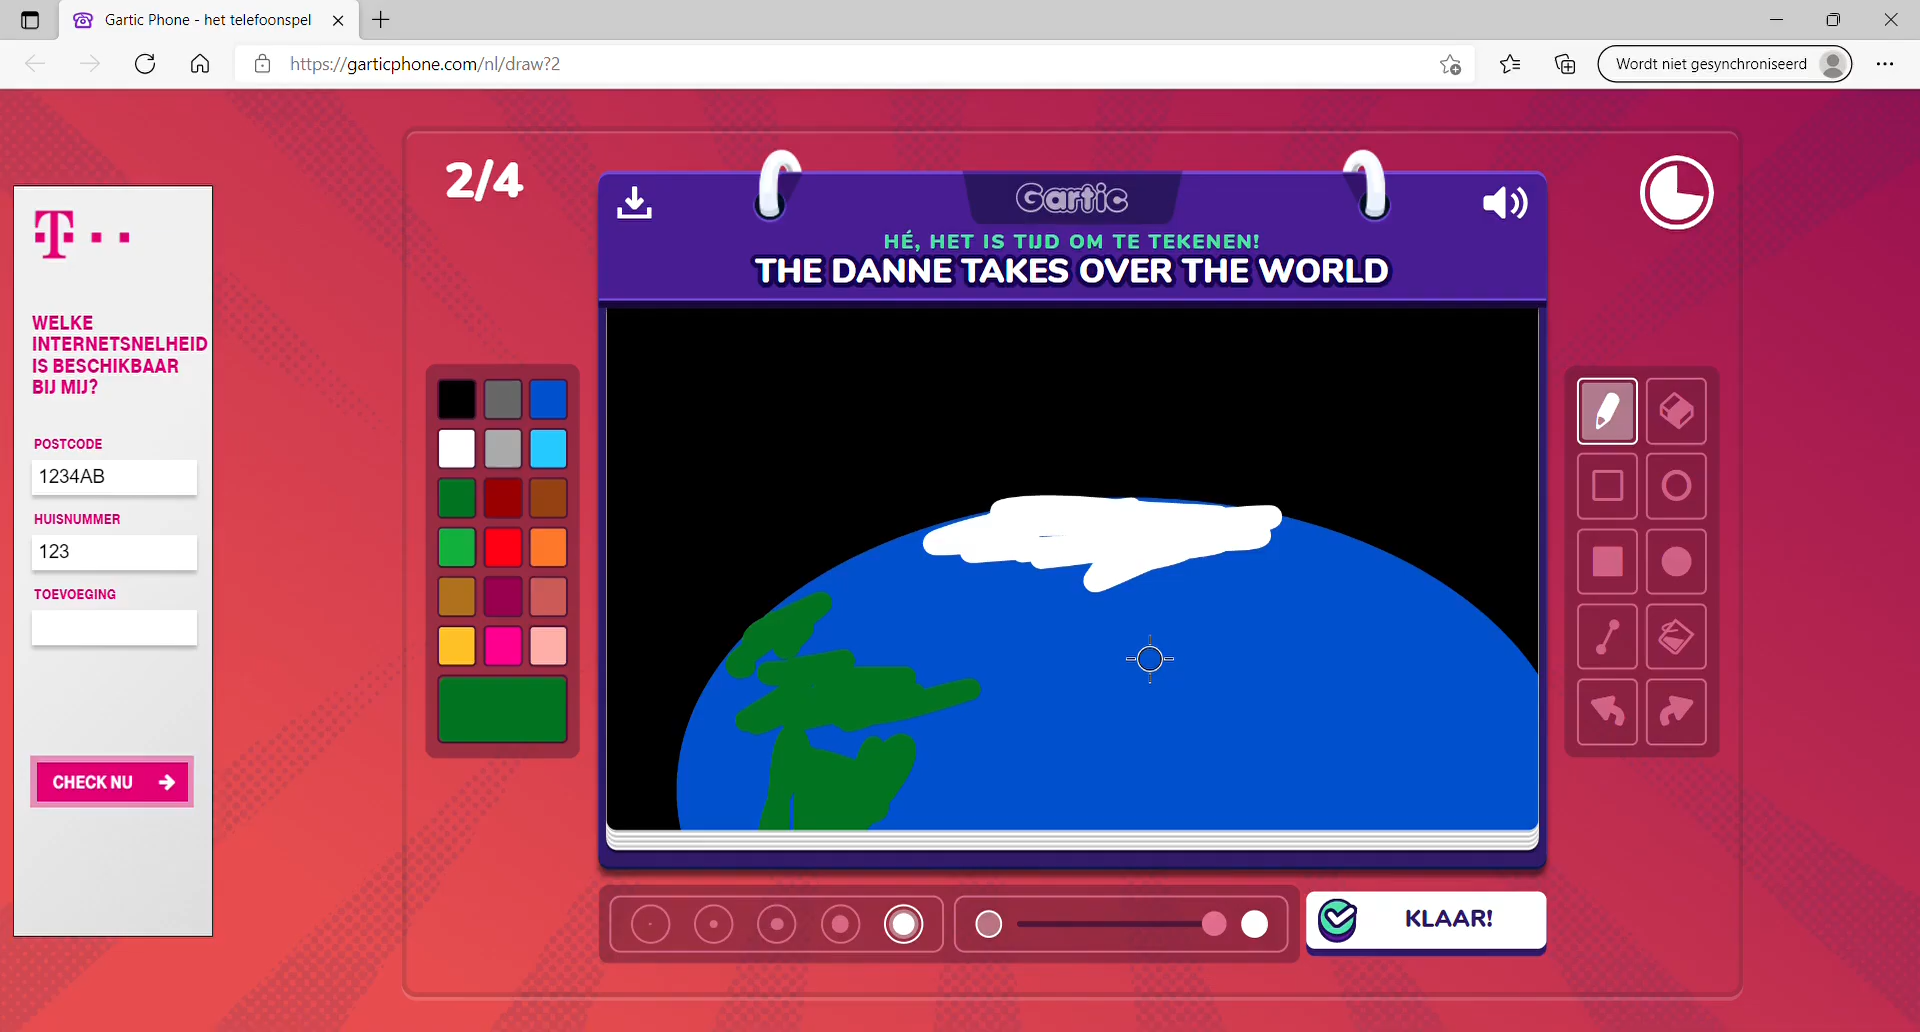 Gartic Phone - het telefoonspel
https://garticphone.com/nl/draw?2
Wordt niet gesynchroniseerd
2/4
Gartic
HÉ, HET IS TIJD OM TE TEKENEN!
THE DANNE TAKES OVER THE WORLD
T
WELKE
INTERNETSNELHEID
IS BESCHIKBAAR
BIJ MIJ?
POSTCODE
1234AB
HUISNUMMER
123
TOEVOEGING
CHECK NU
KLAAR!